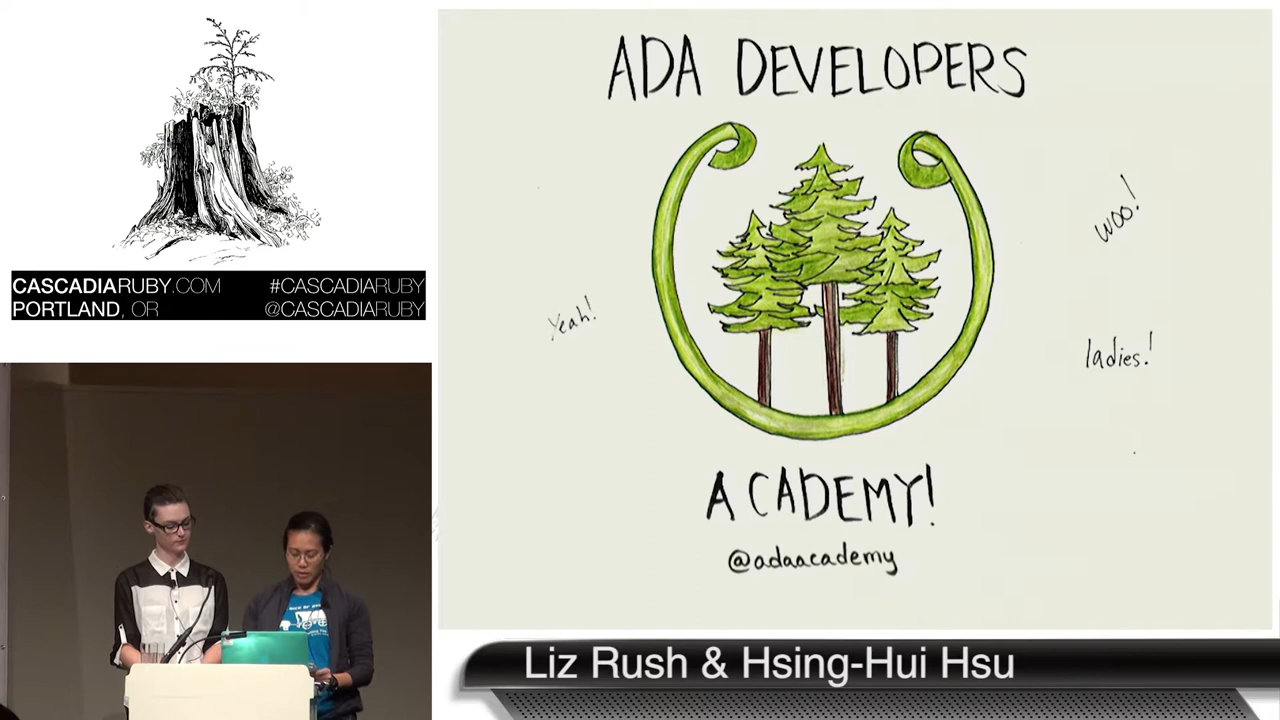 CASCADIARUBY.COM #CASCADIARUBY
PORTLAND, OR @CASCADIARUBY
ADA DEVELOPERS
woo!
yeah!
ladies!
ACADEMY!
@adaacademy
Liz Rush & Hsing-Hui Hsu